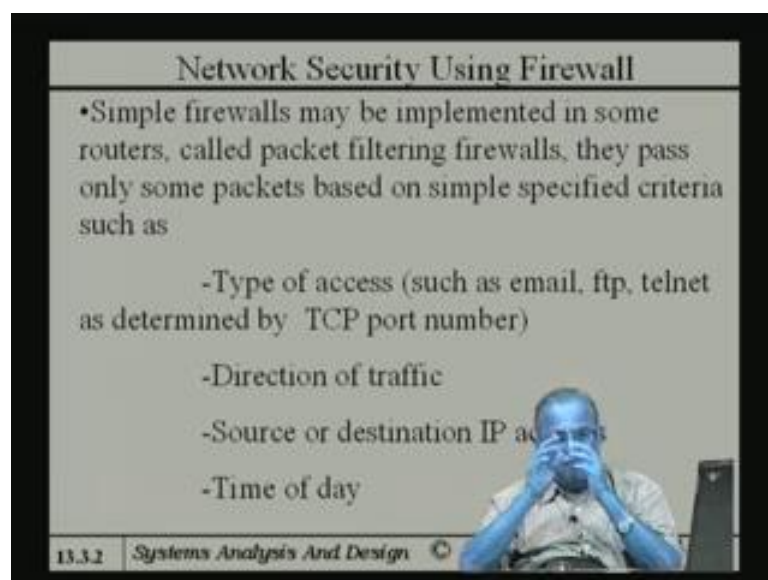 Network Security Using Firewall
•Simple firewalls may be implemented in some
routers, called packet filtering firewalls, they pass
only some packets based on simple specified criteria
such as
-Type of access (such as email, ftp, telnet
as determined by TCP port number)
-Direction of traffic
-Source or destination IP
-Time of day
13.3.2 Systems Analysis And Design ©